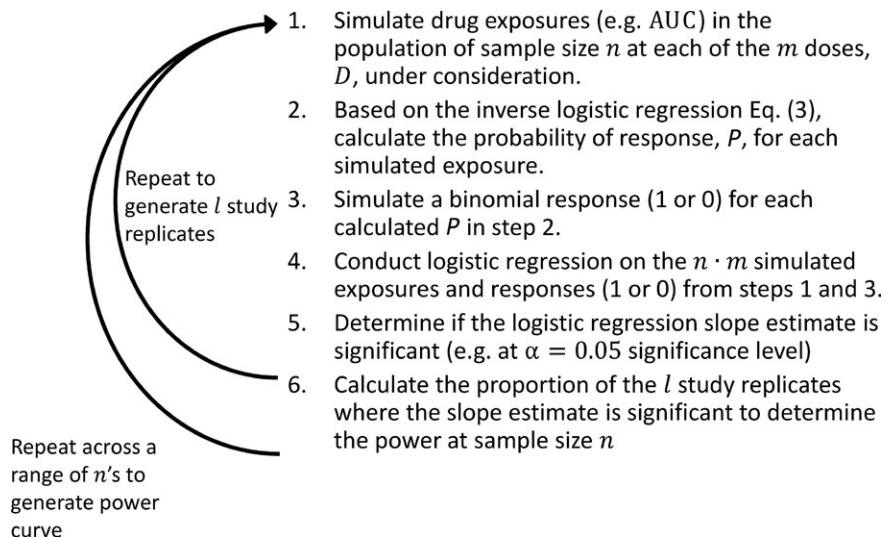 1. Simulate drug exposures (e.g. AUC) in the
population of sample size n at each of the m doses,
D, under consideration.
2. Based on the inverse logistic regression Eq. (3),
calculate the probability of response, P, for each
simulated exposure.
3. Simulate a binomial response (1 or 0) for each
calculated P in step 2.
4. Conduct logistic regression on the n · m simulated
exposures and responses (1 or 0) from steps 1 and 3.
5. Determine if the logistic regression slope estimate is
significant (e.g. at α = 0.05 significance level)
6. Calculate the proportion of the l study replicates
where the slope estimate is significant to determine
the power at sample size n
Repeat to
generate l study
replicates
Repeat across a
range of n's to
generate power
curve